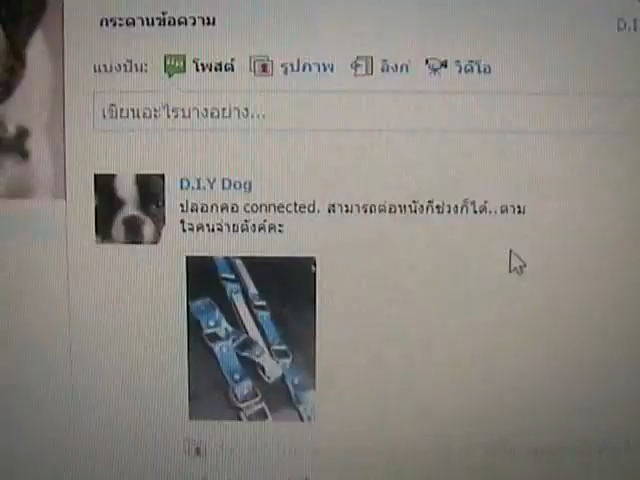 กระดานข้อความ
D.I
แบ่งปัน: โพสต์ รูปภาพ ลิงก์ วิดีโอ
เขียนอะไรบางอย่าง...
D.I.Y Dog
ปลอกคอ connected. สามารถต่อหนังกี่ช่วงก็ได้..ตาม
ใจคนจ่ายตังค์คะ